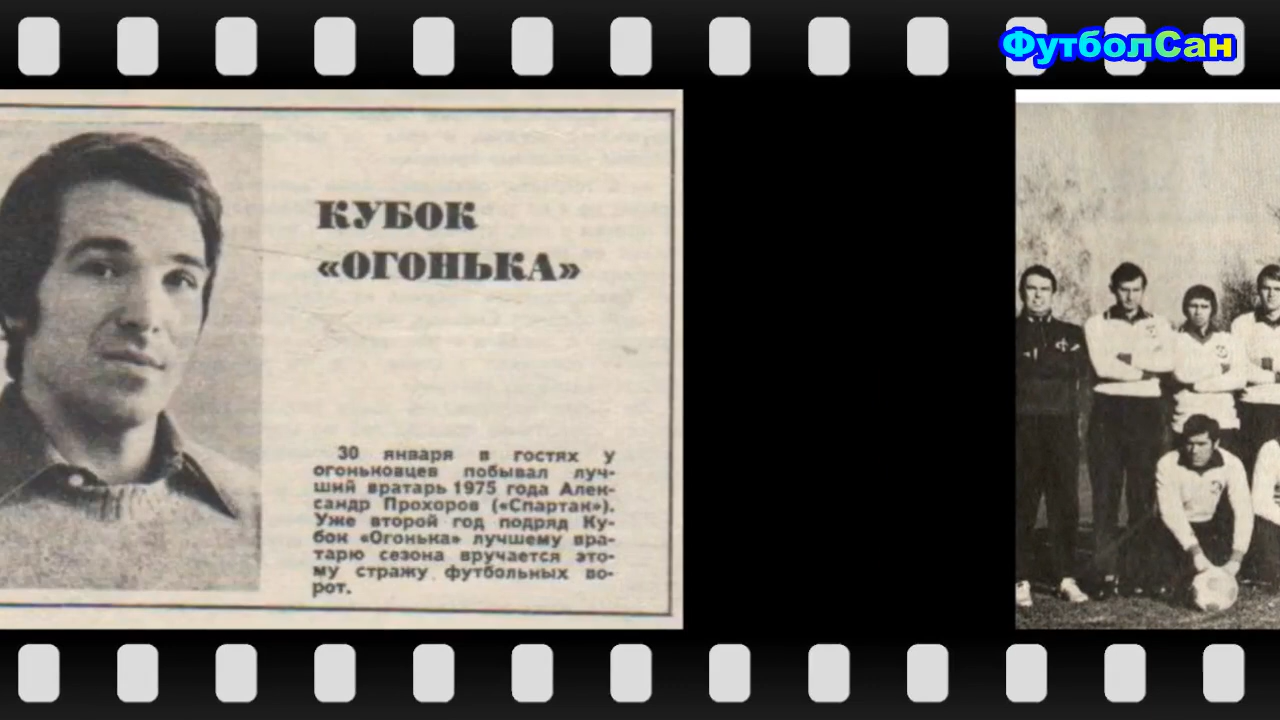 ФутболСан
КУБОК
«ОГОНЬКА»
30 января в гостях у
огоньковцев побывал луч-
ший вратарь 1975 года Алек-
сандр Прохоров («Спартак»).
Уже второй год подряд Ку-
бок «Огонька» лучшему вра-
тарю сезона вручается это-
му стражу футбольных во-
рот.